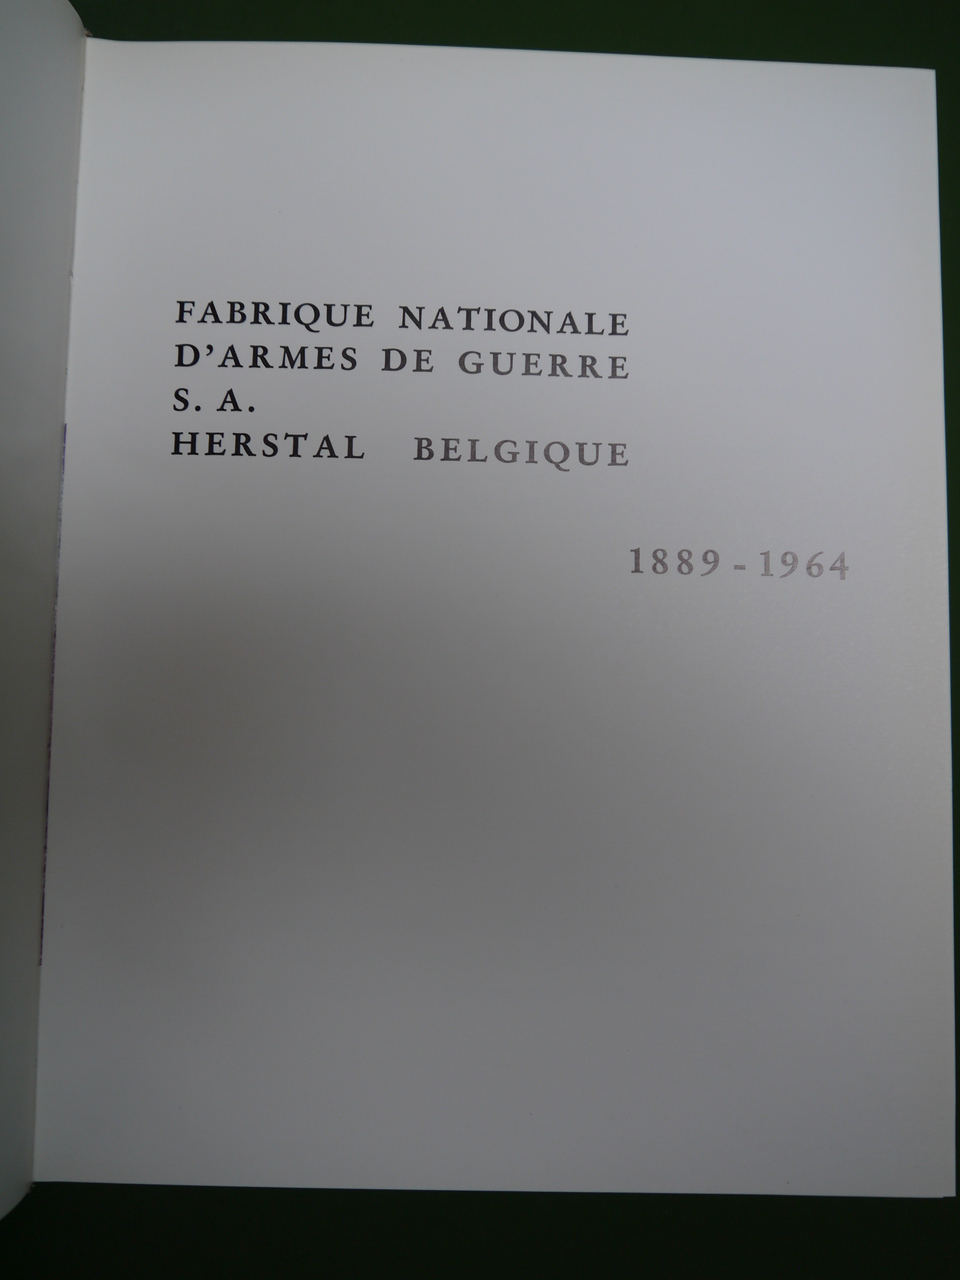 FABRIQUE NATIONALE
D'ARMES DE GUERRE
S. A.
HERSTAL BELGIQUE
1889 - 1964